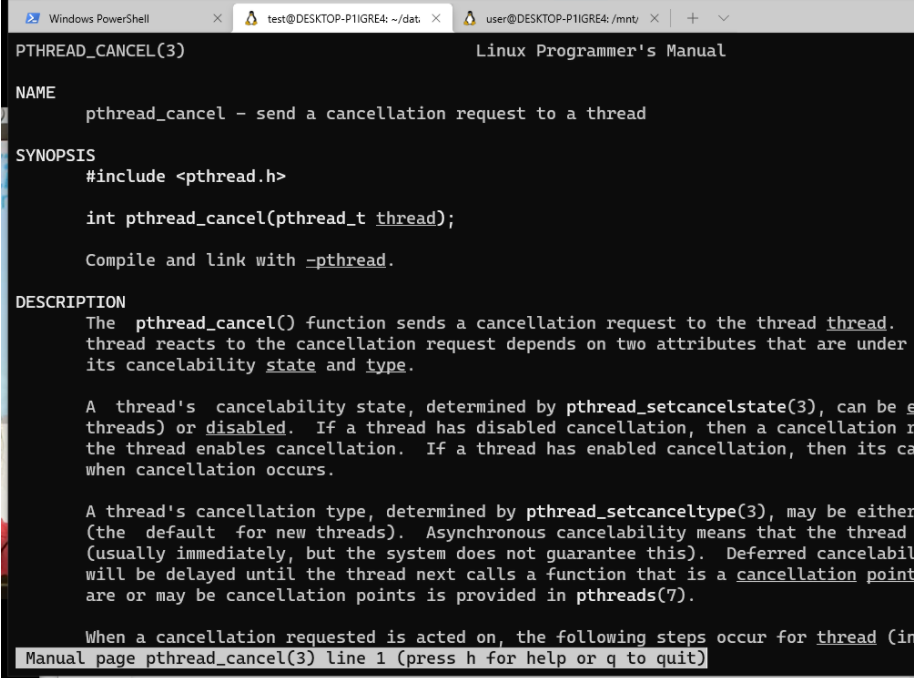 Windows PowerShell
test@DESKTOP-P1IGRE4: ~/data
user@DESKTOP-P1IGRE4: /mnt/
PTHREAD_CANCEL(3) Linux Programmer's Manual
NAME
pthread_cancel - send a cancellation request to a thread
SYNOPSIS
#include <pthread.h>
int pthread_cancel(pthread_t thread);
Compile and link with -pthread.
DESCRIPTION
The pthread_cancel() function sends a cancellation request to the thread thread.
thread reacts to the cancellation request depends on two attributes that are under
its cancelability state and type.
A thread's cancelability state, determined by pthread_setcancelstate(3), can be
threads) or disabled. If a thread has disabled cancellation, then a cancellation
the thread enables cancellation. If a thread has enabled cancellation, then its ca
when cancellation occurs.
A thread's cancellation type, determined by pthread_setcanceltype(3), may be either
(the default for new threads). Asynchronous cancelability means that the thread
(usually immediately, but the system does not guarantee this). Deferred cancelabil
will be delayed until the thread next calls a function that is a cancellation point
are or may be cancellation points is provided in pthreads(7).
When a cancellation requested is acted on, the following steps occur for thread (in
Manual page pthread_cancel(3) line 1 (press h for help or q to quit)